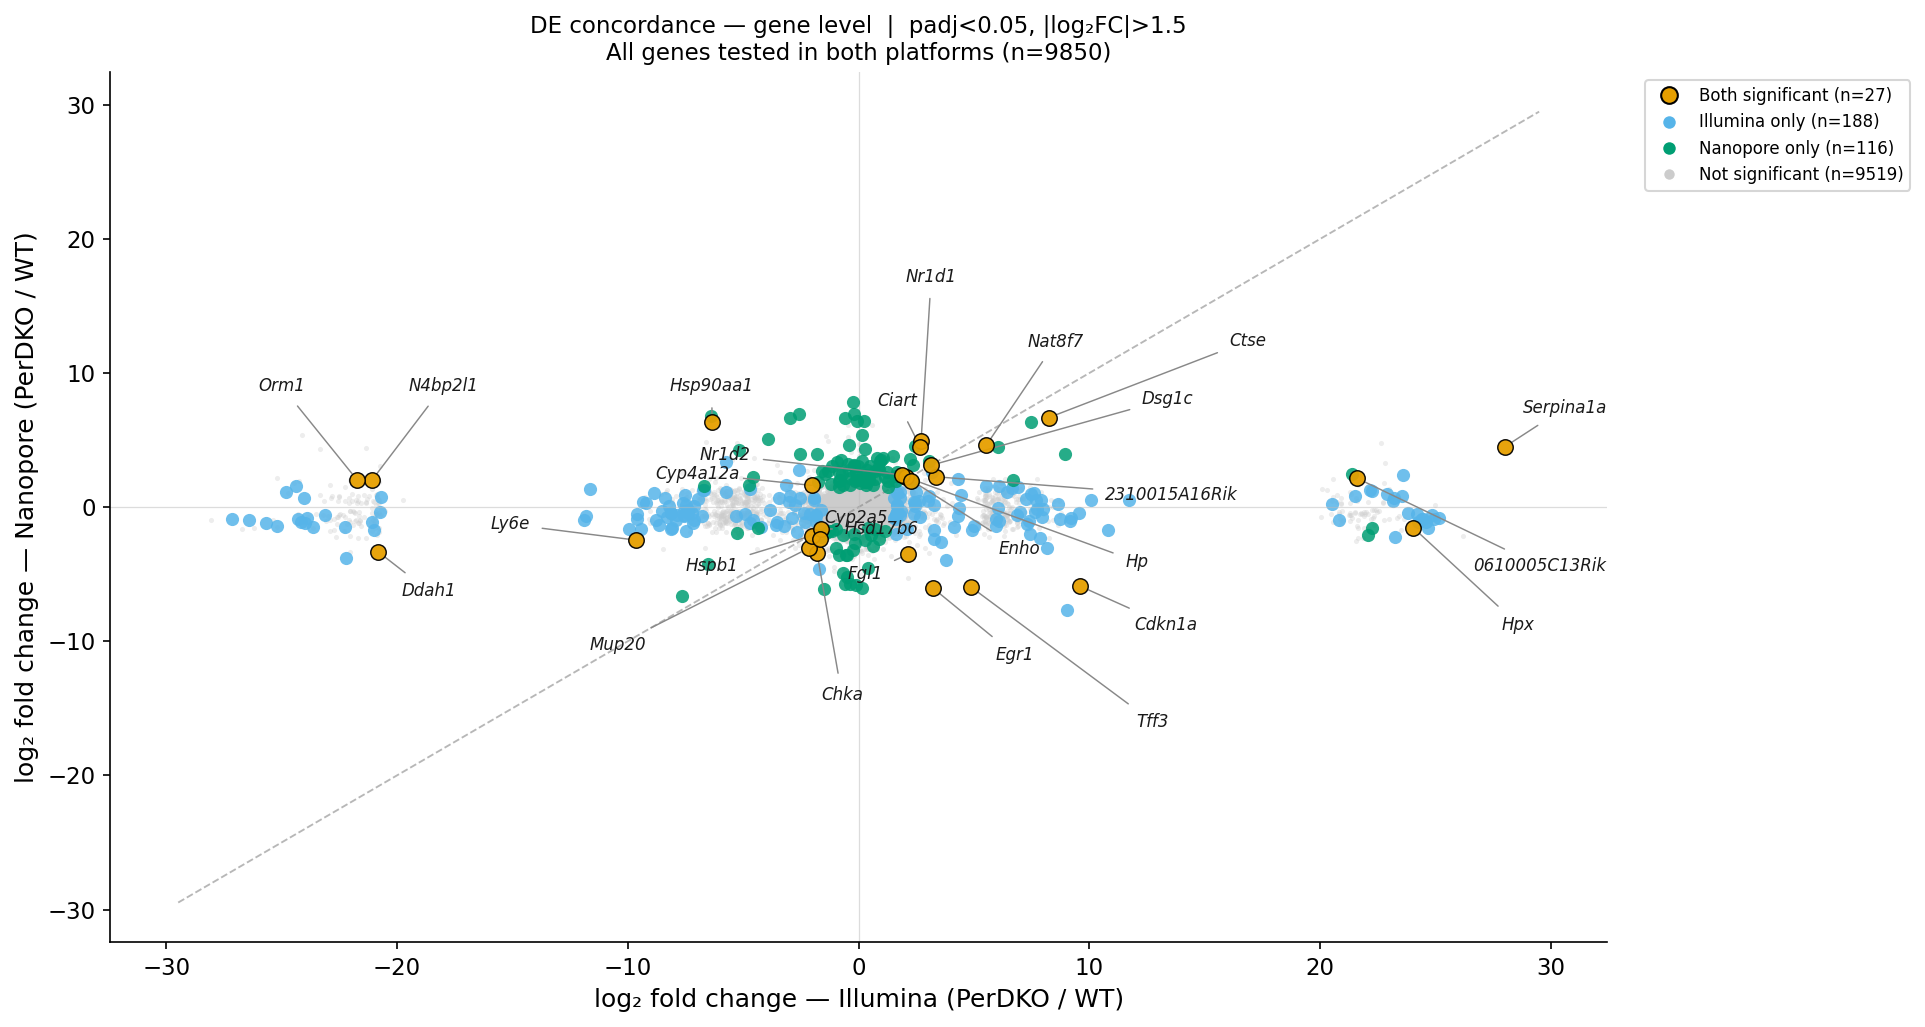 DE concordance — gene level | padj<0.05, |log₂FC|>1.5
All genes tested in both platforms (n=9850)
Both significant (n=27)
Illumina only (n=188)
Nanopore only (n=116)
Not significant (n=9519)
log₂ fold change — Nanopore (PerDKO / WT)
30
20
10
0
−10
−20
−30
Nr1d1
Nat8f7
Ctse
Orm1
N4bp2l1
Hsp90aa1
Ciart
Dsg1c
Serpina1a
Nr1d2
Cyp4a12a
2310015A16Rik
Ly6e
Cyp2a5
Hsd17b6
Enho
Hp
Hspb1
Fgl1
0610005C13Rik
Ddah1
Cdkn1a
Hpx
Mup20
Egr1
Chka
Tff3
−30
−20
−10
0
10
20
30
log₂ fold change — Illumina (PerDKO / WT)